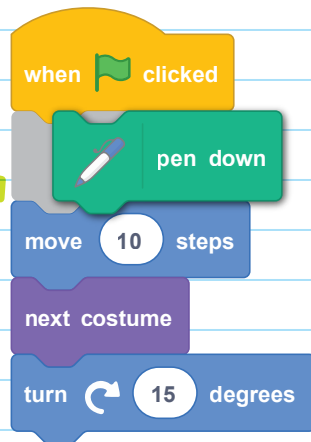 when clicked
pen down
move 10 steps
next costume
turn 15 degrees